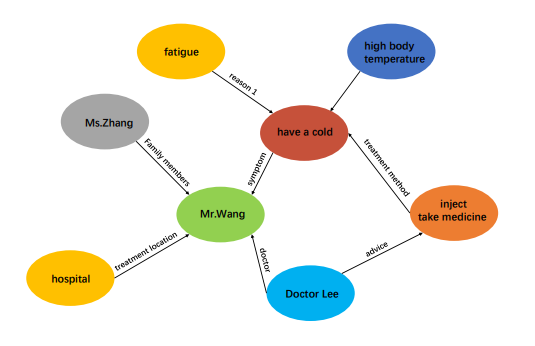 fatigue
high body
temperature
reason 1
Ms.Zhang
have a cold
Family members
symptom
treatment method
Mr.Wang
inject
take medicine
treatment location
doctor
advice
hospital
Doctor Lee